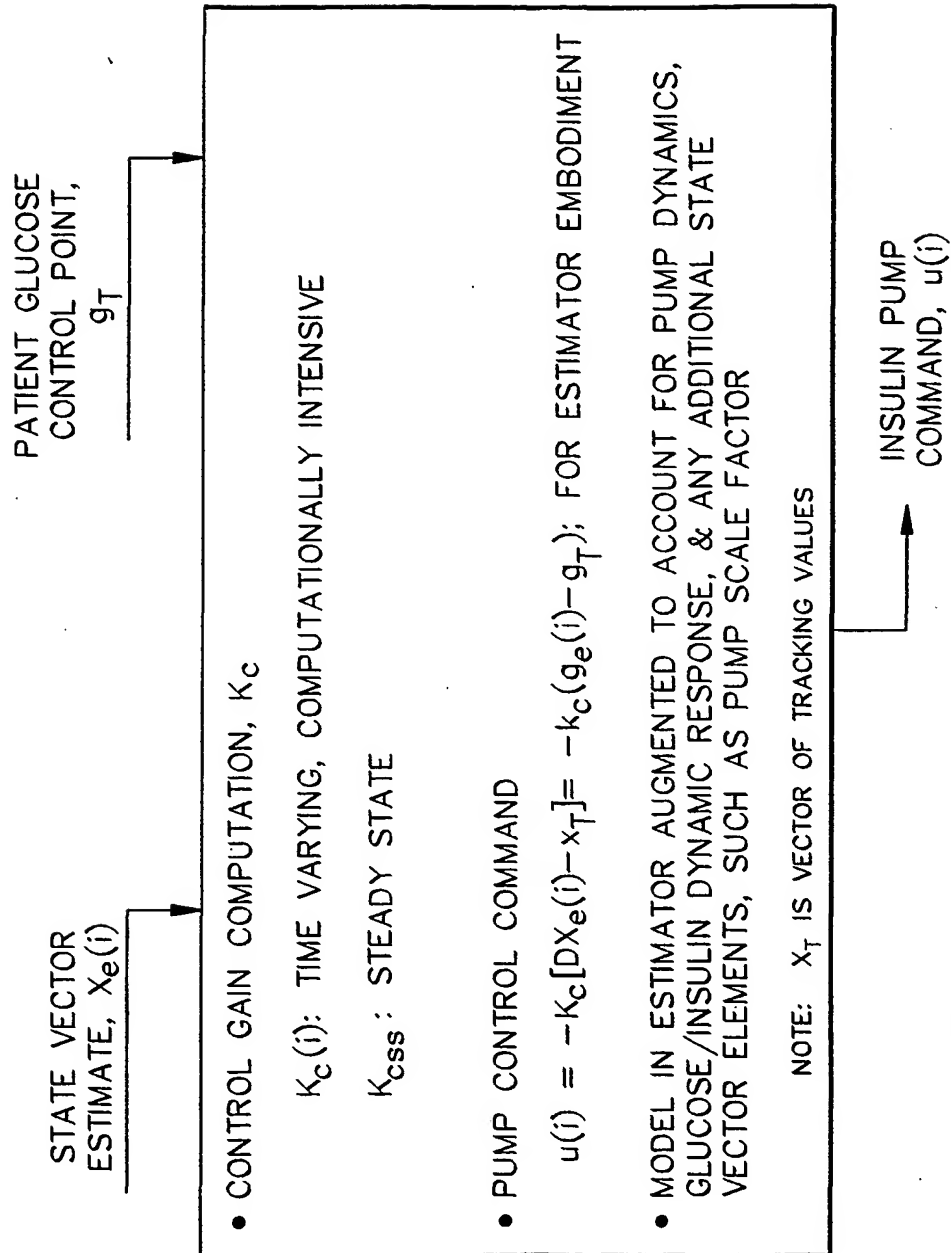 STATE VECTOR
ESTIMATE, Xe(i)
PATIENT GLUCOSE
CONTROL POINT,
gT
• CONTROL GAIN COMPUTATION, Kc
Kc(i): TIME VARYING, COMPUTATIONALLY INTENSIVE
Kcss : STEADY STATE
• PUMP CONTROL COMMAND
u(i) = -Kc[DXe(i)-xT]= -kc(ge(i)-gT); FOR ESTIMATOR EMBODIMENT
• MODEL IN ESTIMATOR AUGMENTED TO ACCOUNT FOR PUMP DYNAMICS,
GLUCOSE/INSULIN DYNAMIC RESPONSE, & ANY ADDITIONAL STATE
VECTOR ELEMENTS, SUCH AS PUMP SCALE FACTOR
NOTE: XT IS VECTOR OF TRACKING VALUES
INSULIN PUMP
COMMAND, u(i)